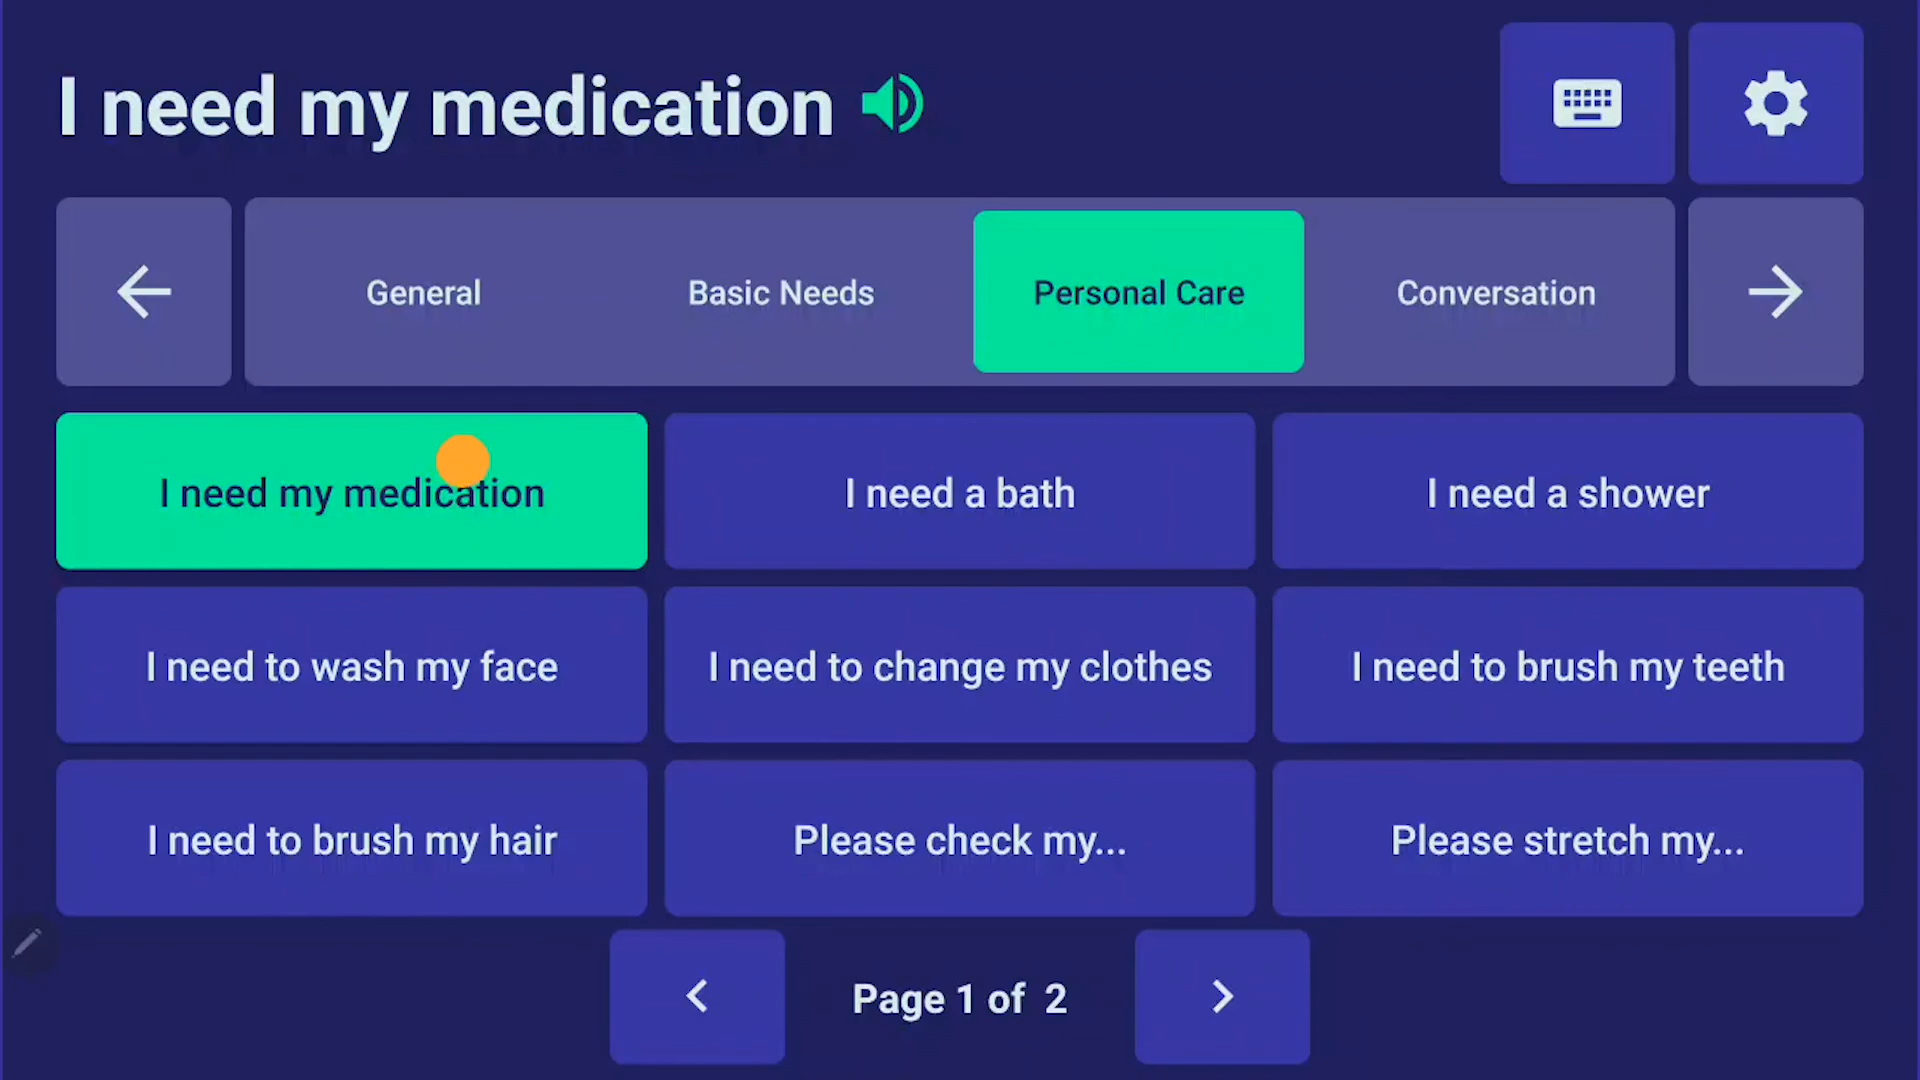 I need my medication
General
Basic Needs
Personal Care
Conversation
I need my medication
I need a bath
I need a shower
I need to wash my face
I need to change my clothes
I need to brush my teeth
I need to brush my hair
Please check my...
Please stretch my...
Page 1 of 2